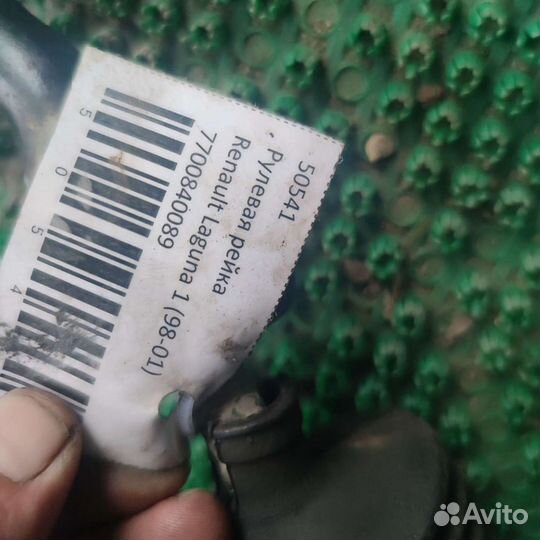 50541
Рулевая рейка
Renault Laguna 1 (98-01)
7700840089
5 0 5 4
Avito